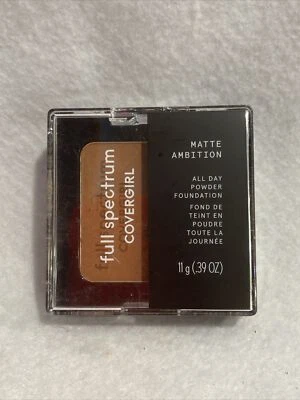 full spectrum
COVERGIRL
MATTE
AMBITION
ALL DAY
POWDER
FOUNDATION
FOND DE
TEINT EN
POUDRE
TOUTE LA
JOURNÉE
11 g (.39 OZ)